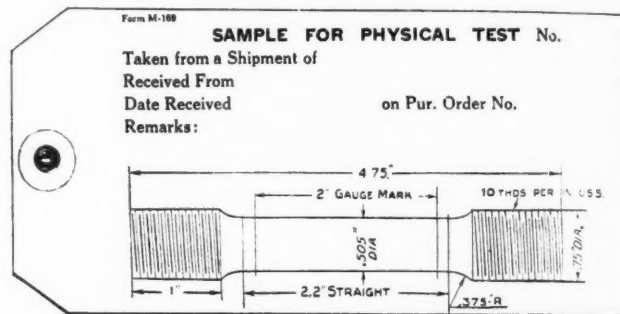 Form M-169
SAMPLE FOR PHYSICAL TEST No.
Taken from a Shipment of
Received From
Date Received on Pur. Order No.
Remarks:
4.75"
2" GAUGE MARK
10 THDS PER IN U.S.S.
.505" DIA
.75" DIA.
1"
2.2" STRAIGHT
.375" R